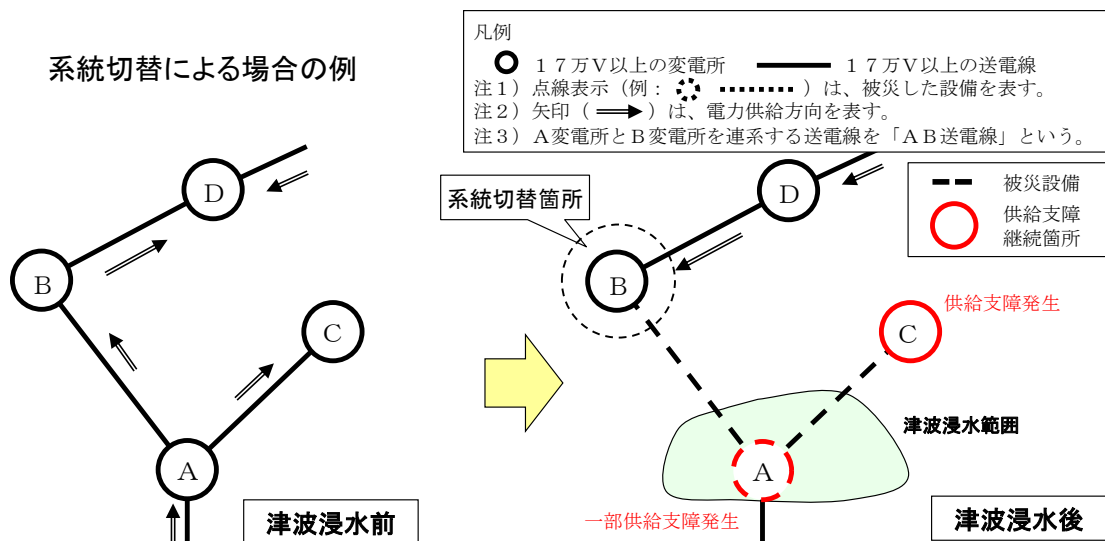 系統切替による場合の例
凡例
１７万V以上の変電所 １７万V以上の送電線
注１）点線表示（例： ）は、被災した設備を表す。
注２）矢印（ ）は、電力供給方向を表す。
注３）A変電所とB変電所を連系する送電線を「AB送電線」という。
D
B
C
A
津波浸水前
系統切替箇所
D
被災設備
供給支障
継続箇所
B
供給支障発生
C
津波浸水範囲
A
一部供給支障発生
津波浸水後